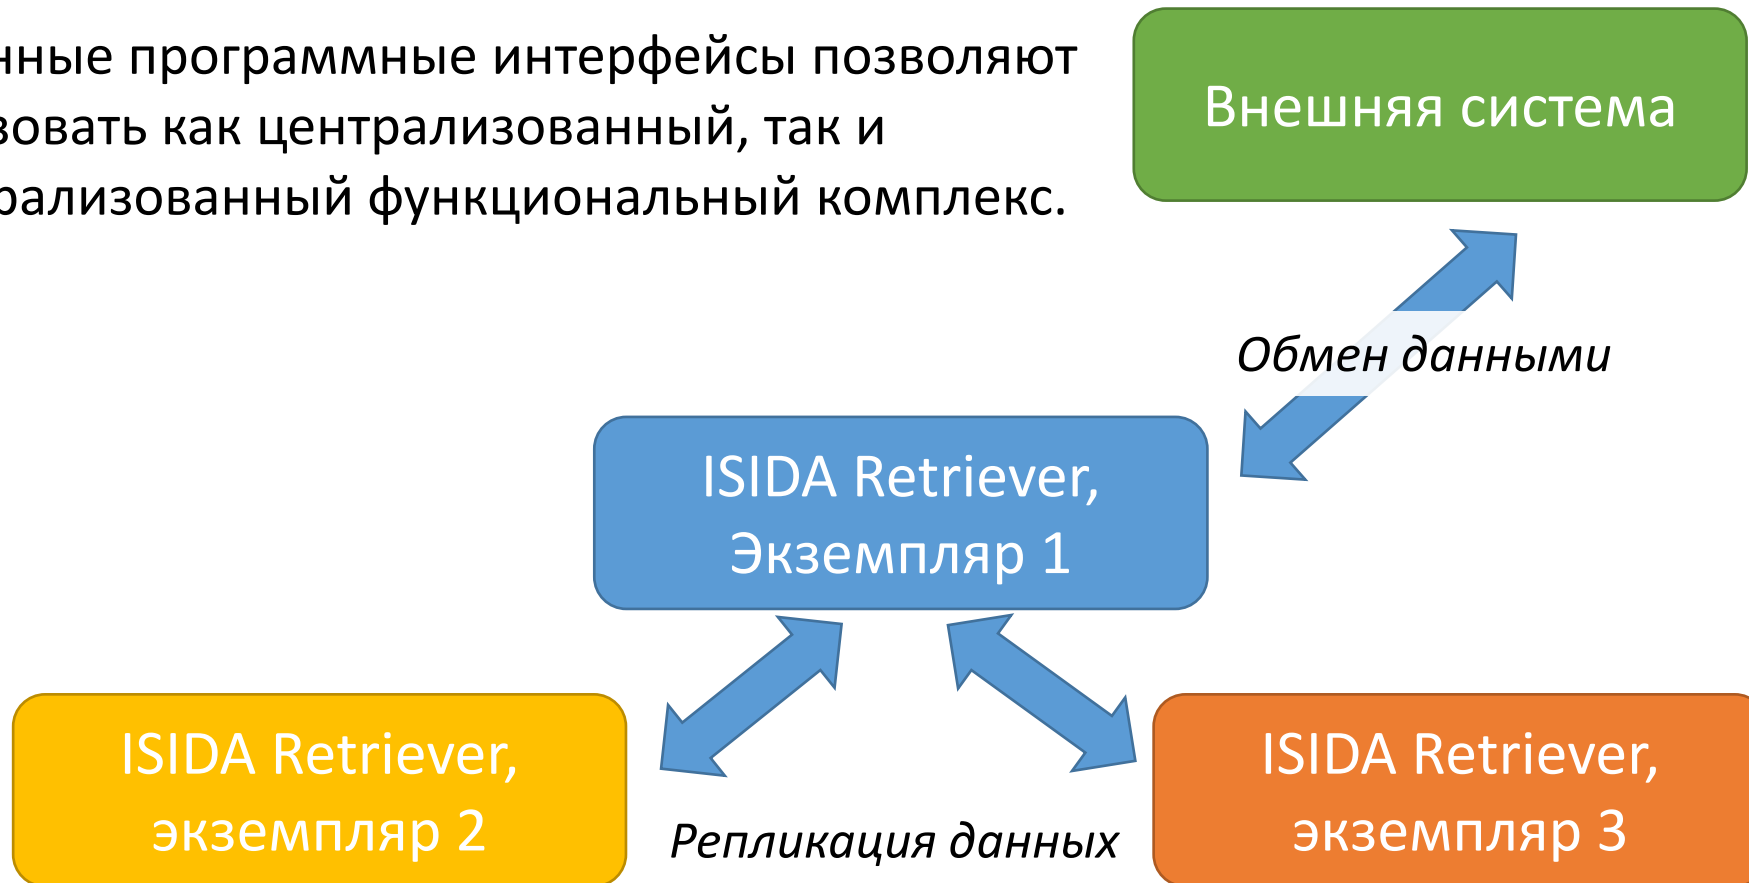 нные программные интерфейсы позволяют
зовать как централизованный, так и
рализованный функциональный комплекс.
Внешняя система
Обмен данными
ISIDA Retriever,
Экземпляр 1
ISIDA Retriever,
экземпляр 2
Репликация данных
ISIDA Retriever,
экземпляр 3